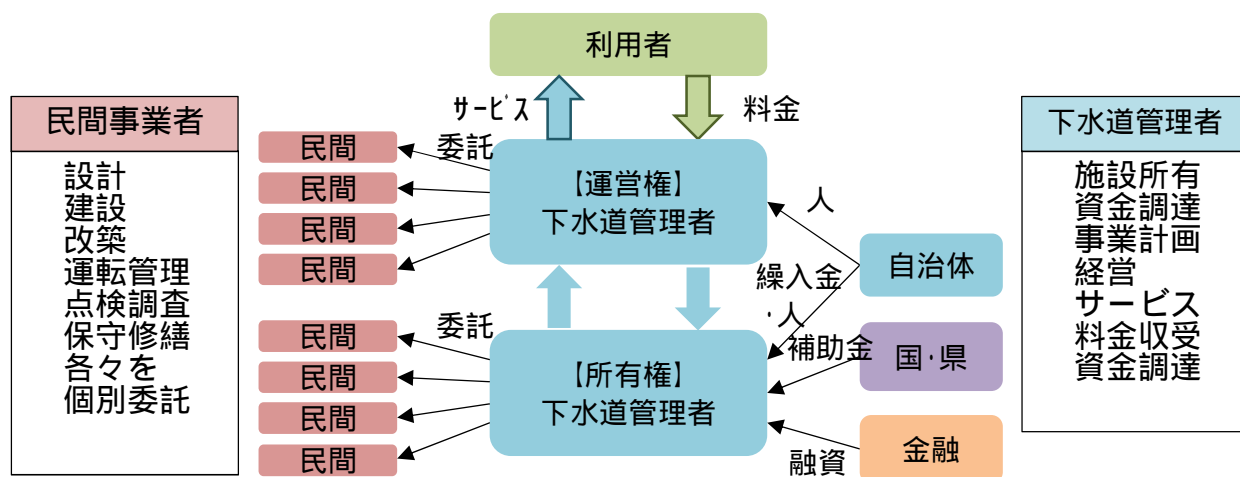 利用者
サービス
料金
民間事業者
設計
建設
改築
運転管理
点検調査
保守修繕
各々を
個別委託
民間
民間
民間
民間
委託
【運営権】
下水道管理者
人
自治体
繰入金
・人
民間
民間
民間
民間
委託
【所有権】
下水道管理者
補助金
国・県
融資
金融
下水道管理者
施設所有
資金調達
事業計画
経営
サービス
料金収受
資金調達